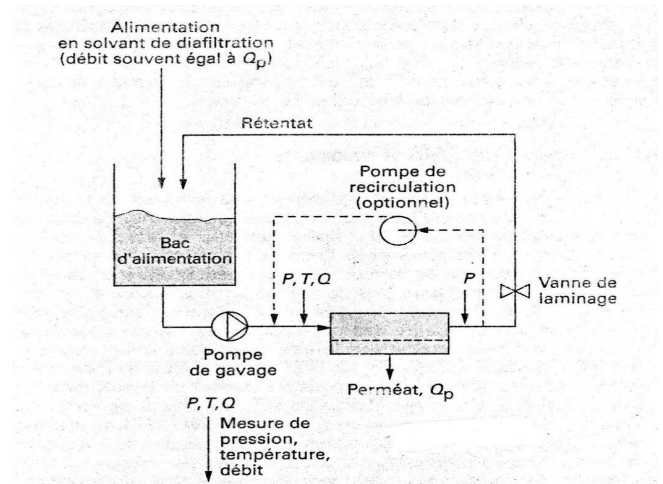 Alimentation
en solvant de diafiltration
(débit souvent égal à Qp)
Rétentat
Pompe de
recirculation
(optionnel)
Bac
d'alimentation
P, T, Q
P
Vanne de
laminage
Pompe
de gavage
Perméat, Qp
P, T, Q
Mesure de
pression,
température,
débit